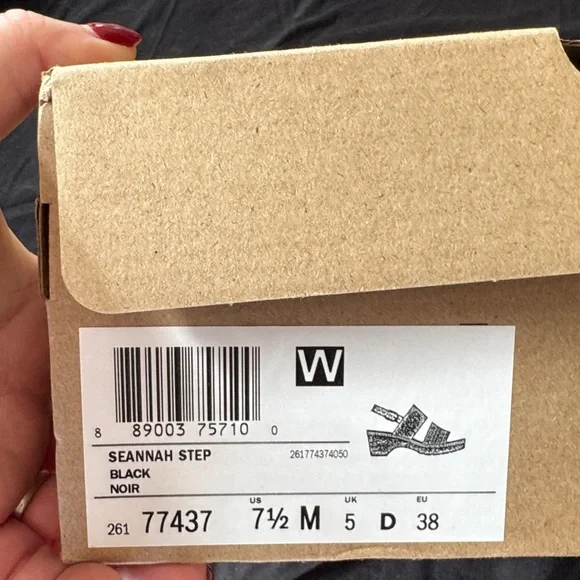 W
8 89003 75710 0
SEANNAH STEP 261774374050
BLACK
NOIR
US UK EU
261 77437 7½ M 5 D 38